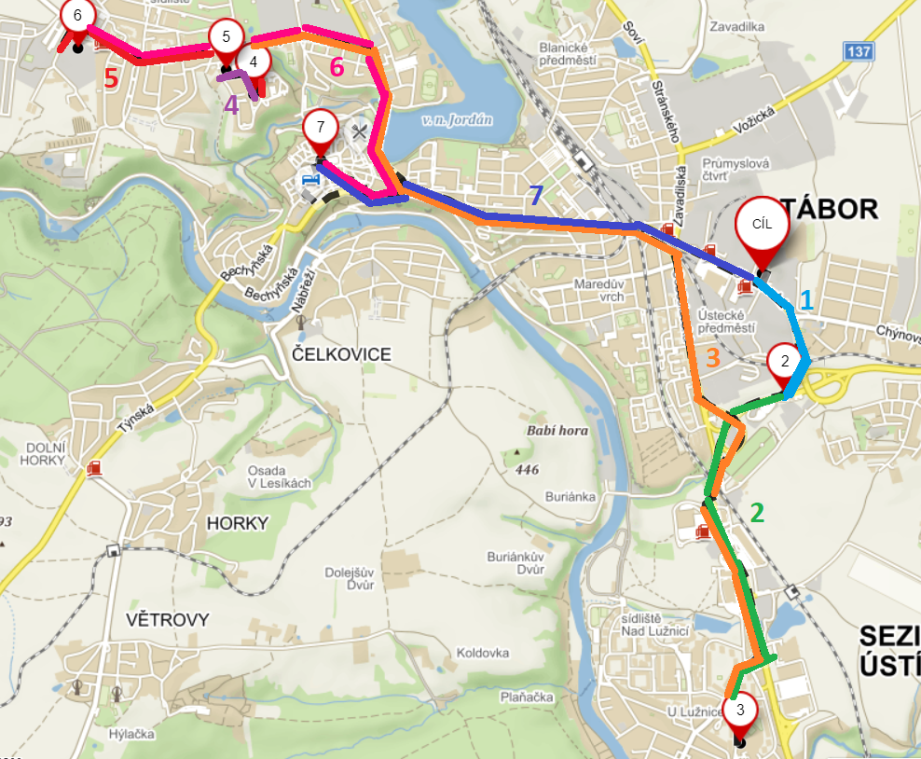 sídliště
6
5
4
5
6
4
7
v. n. Jordán
Blanické
předměstí
Soví
Stránského
Zavadilka
137
Vožická
Průmyslová
čtvrť
Zavadilská
TÁBOR
CÍL
7
Bechyňská
Bechyňská
Nábřeží
Maredův
vrch
Ústecké
předměstí
1
Chýnovs
2
3
ČELKOVICE
Týnská
DOLNÍ
HORKY
Osada
V Lesíkách
Babí hora
446
Buriánka
2
93
HORKY
Dolejšův
Dvůr
Buriánkův
Dvůr
VĚTROVY
sídliště
Nad Lužnicí
SEZI
ÚSTÍ
Koldovka
Plaňačka
U Lužnice
3
Hýlačka